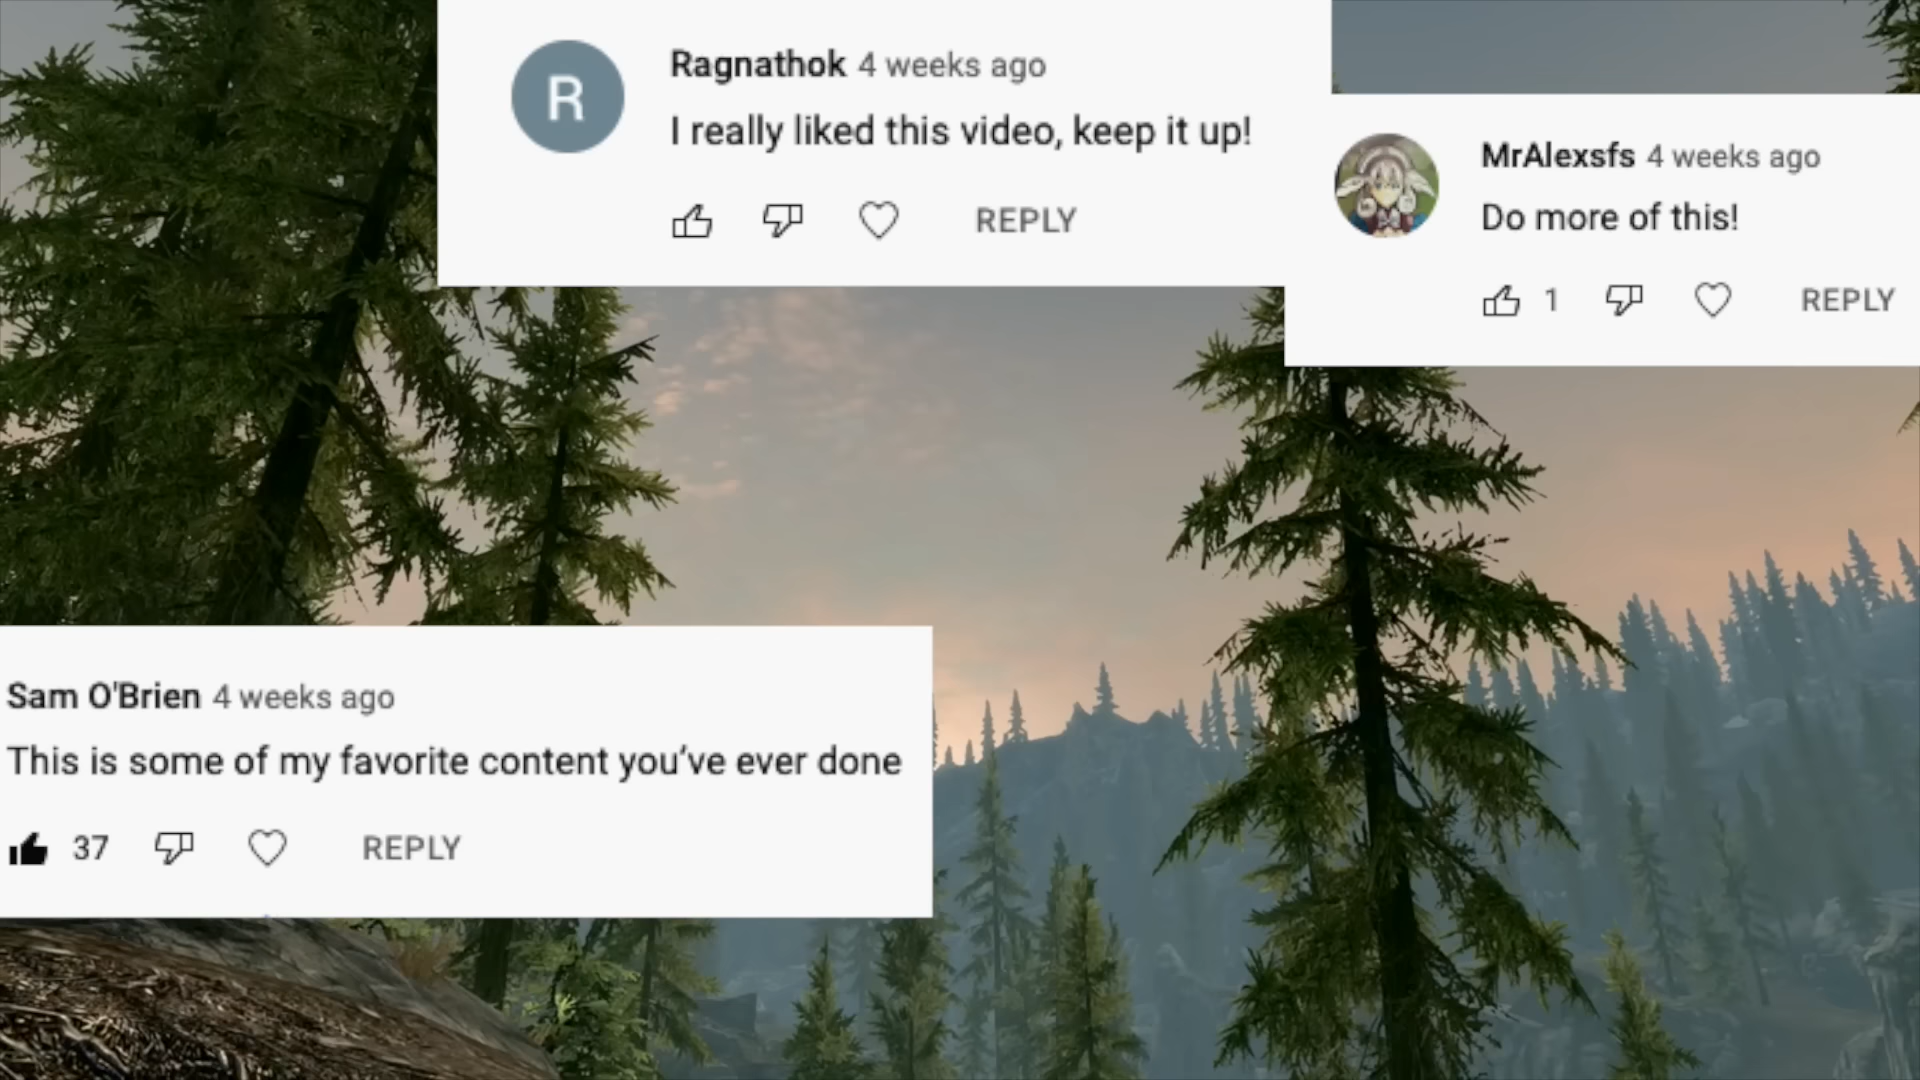 R
Ragnathok 4 weeks ago
I really liked this video, keep it up!
REPLY
MrAlexsfs 4 weeks ago
Do more of this!
1 REPLY
Sam O'Brien 4 weeks ago
This is some of my favorite content you’ve ever done
37 REPLY